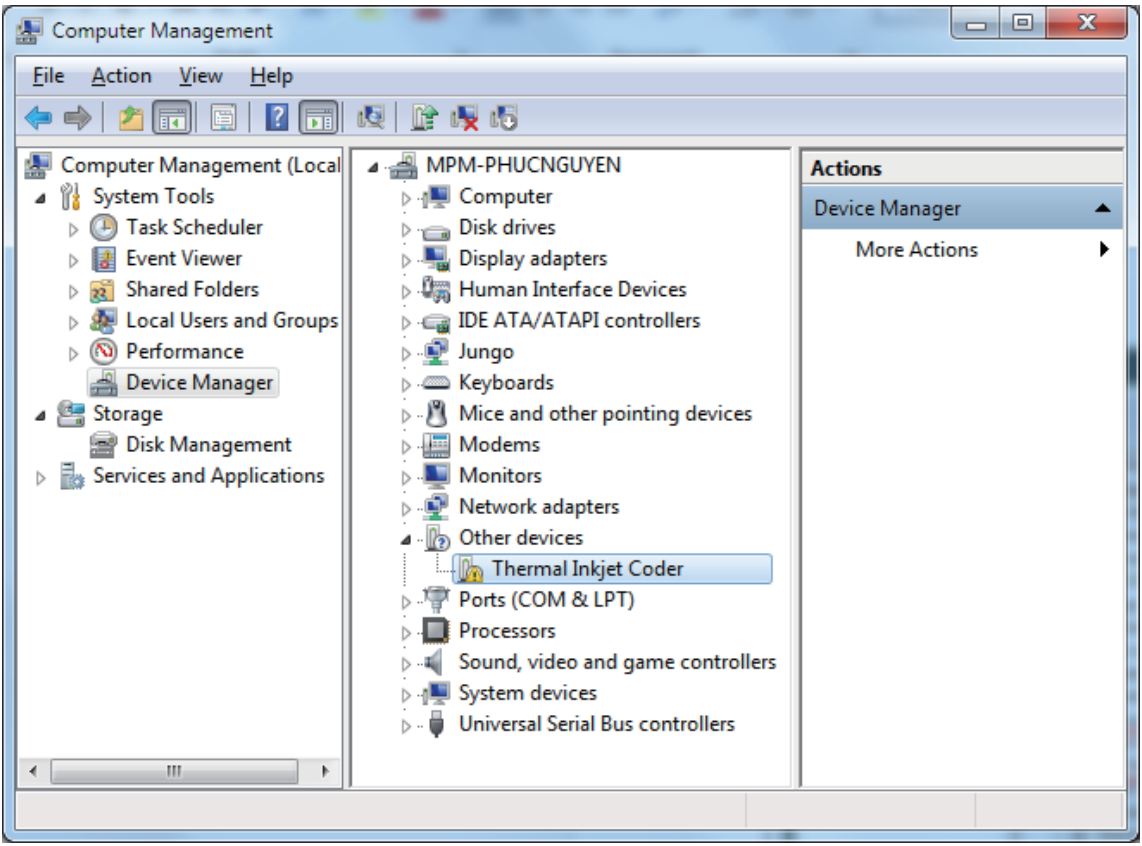 Computer Management
File Action View Help
Computer Management (Local
System Tools
Task Scheduler
Event Viewer
Shared Folders
Local Users and Groups
Performance
Device Manager
Storage
Disk Management
Services and Applications
MPM-PHUCNGUYEN
Computer
Disk drives
Display adapters
Human Interface Devices
IDE ATA/ATAPI controllers
Jungo
Keyboards
Mice and other pointing devices
Modems
Monitors
Network adapters
Other devices
Thermal Inkjet Coder
Ports (COM & LPT)
Processors
Sound, video and game controllers
System devices
Universal Serial Bus controllers
Actions
Device Manager
More Actions